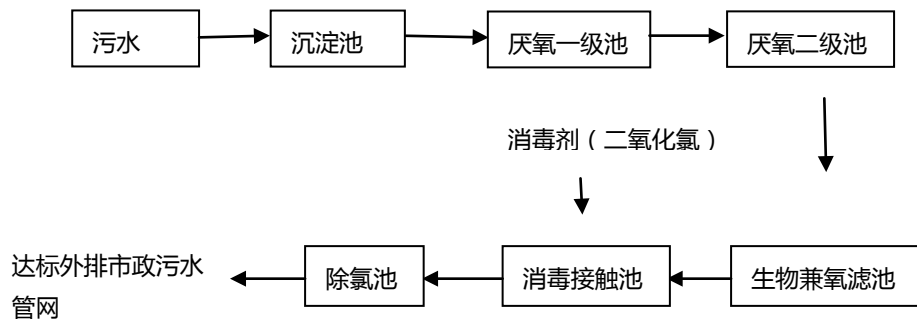 污水
沉淀池
厌氧一级池
厌氧二级池
消毒剂（二氧化氯）
达标外排市政污水
管网
除氯池
消毒接触池
生物兼氧滤池